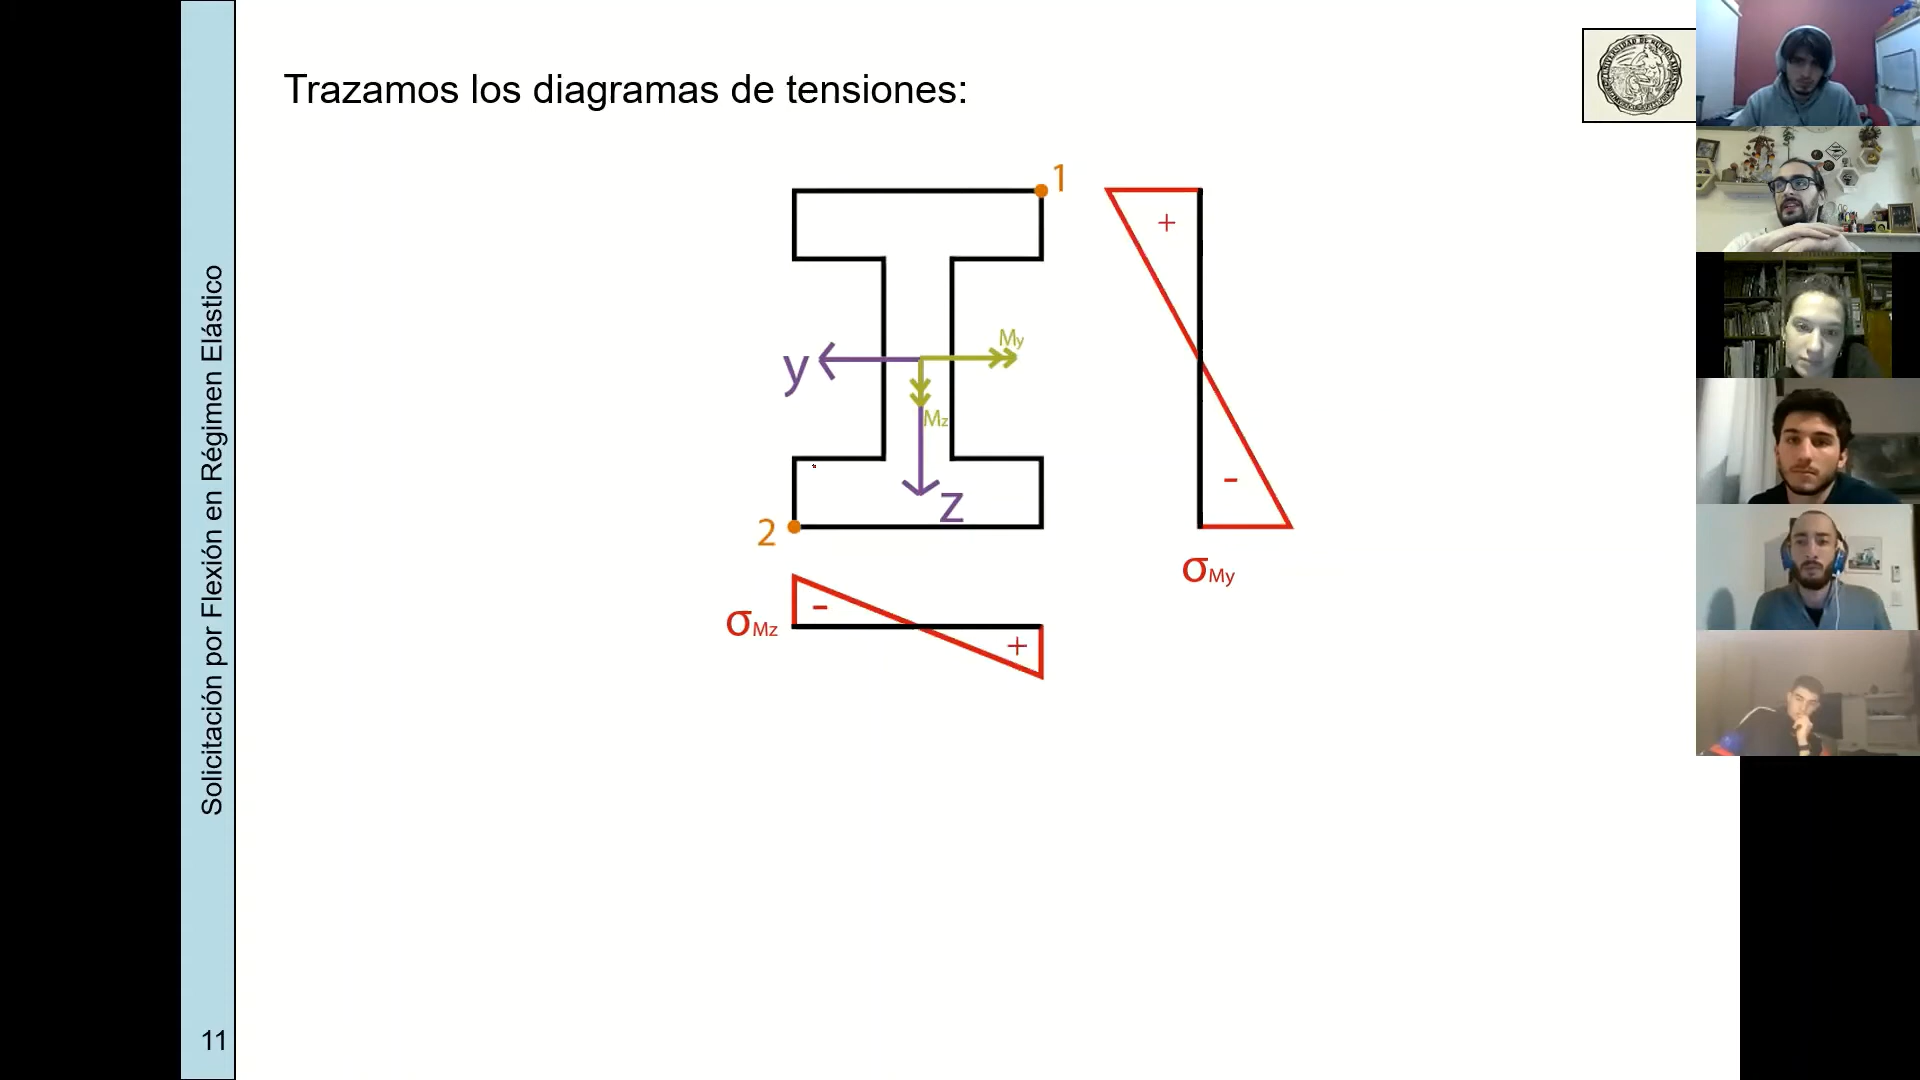 Trazamos los diagramas de tensiones:
1
+
My
y
Mz
z
-
2
σMy
-
σMz
+
Solicitación por Flexión en Régimen Elástico
11